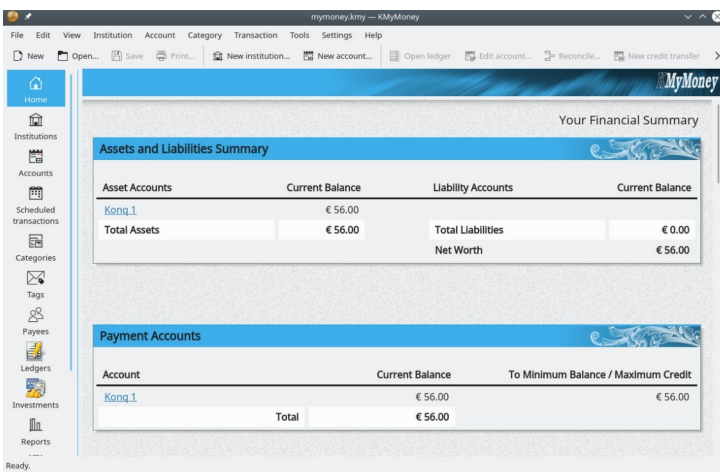 mymoney.kmy — KMyMoney
File Edit View Institution Account Category Transaction Tools Settings Help
New Open... Save Print... New institution... New account... Open ledger Edit account... Reconcile... New credit transfer
Home
KMyMoney
Institutions
Accounts
Scheduled
transactions
Categories
Tags
Payees
Ledgers
Investments
Reports
Your Financial Summary
Assets and Liabilities Summary
Asset Accounts Current Balance Liability Accounts Current Balance
Konq 1 € 56.00
Total Assets € 56.00 Total Liabilities € 0.00
Net Worth € 56.00
Payment Accounts
Account Current Balance To Minimum Balance / Maximum Credit
Konq 1 € 56.00 € 56.00
Total € 56.00
Ready.